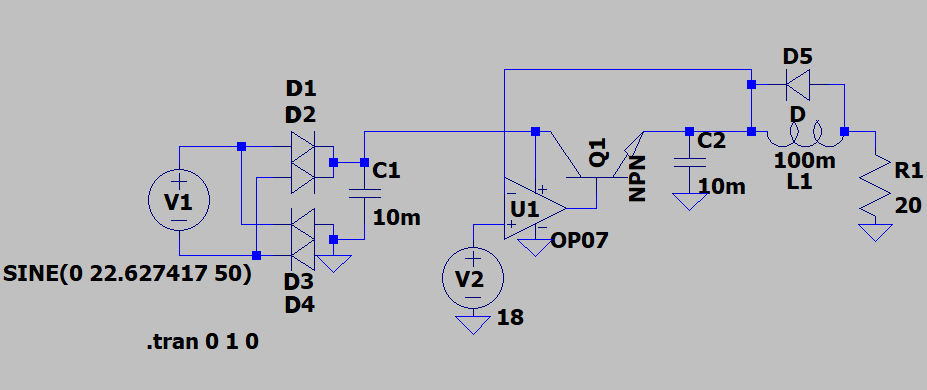 D1
D2
V1
SINE(0 22.627417 50)
D3
D4
C1
10m
.tran 0 1 0
U1
OP07
V2
18
Q1
NPN
C2
10m
D5
D
100m
L1
R1
20